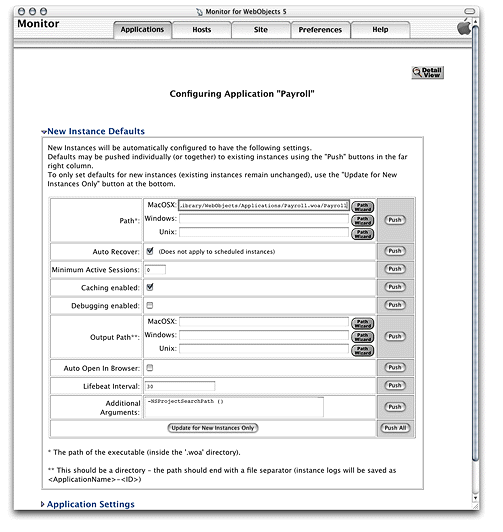 Monitor for WebObjects 5
Monitor
Applications
Hosts
Site
Preferences
Help
Detail View
Configuring Application "Payroll"
New Instance Defaults
New Instances will be automatically configured to have the following settings.
Defaults may be pushed individually (or together) to existing instances using the "Push" buttons in the far
right column.
To only set defaults for new instances (existing instances remain unchanged), use the "Update for New
Instances Only" button at the bottom.
Path*:
MacOSX: Library/WebObjects/Applications/Payroll.woa/Payroll Path Wizard
Windows: Path Wizard
Unix: Path Wizard
Push
Auto Recover: (Does not apply to scheduled instances) Push
Minimum Active Sessions: 0 Push
Caching enabled: Push
Debugging enabled: Push
Output Path**:
MacOSX: Path Wizard
Windows: Path Wizard
Unix: Path Wizard
Push
Auto Open In Browser: Push
Lifebeat Interval: 30 Push
Additional
Arguments:
-NSProjectSearchPath ()
Push
Update for New Instances Only
Push All
* The path of the executable (inside the '.woa' directory).
** This should be a directory - the path should end with a file separator (instance logs will be saved as
<ApplicationName>-<ID>)
Application Settings